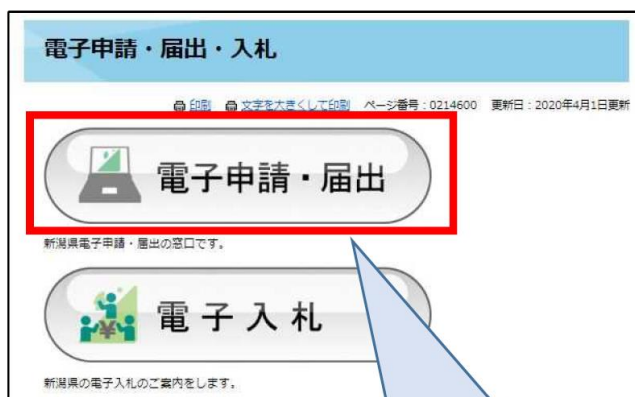 電子申請・届出・入札
印刷 文字を大きくして印刷 ページ番号：0214600 更新日：2020年4月1日更新
電子申請・届出
新潟県電子申請・届出の窓口です。
電子入札
新潟県の電子入札のご案内をします。